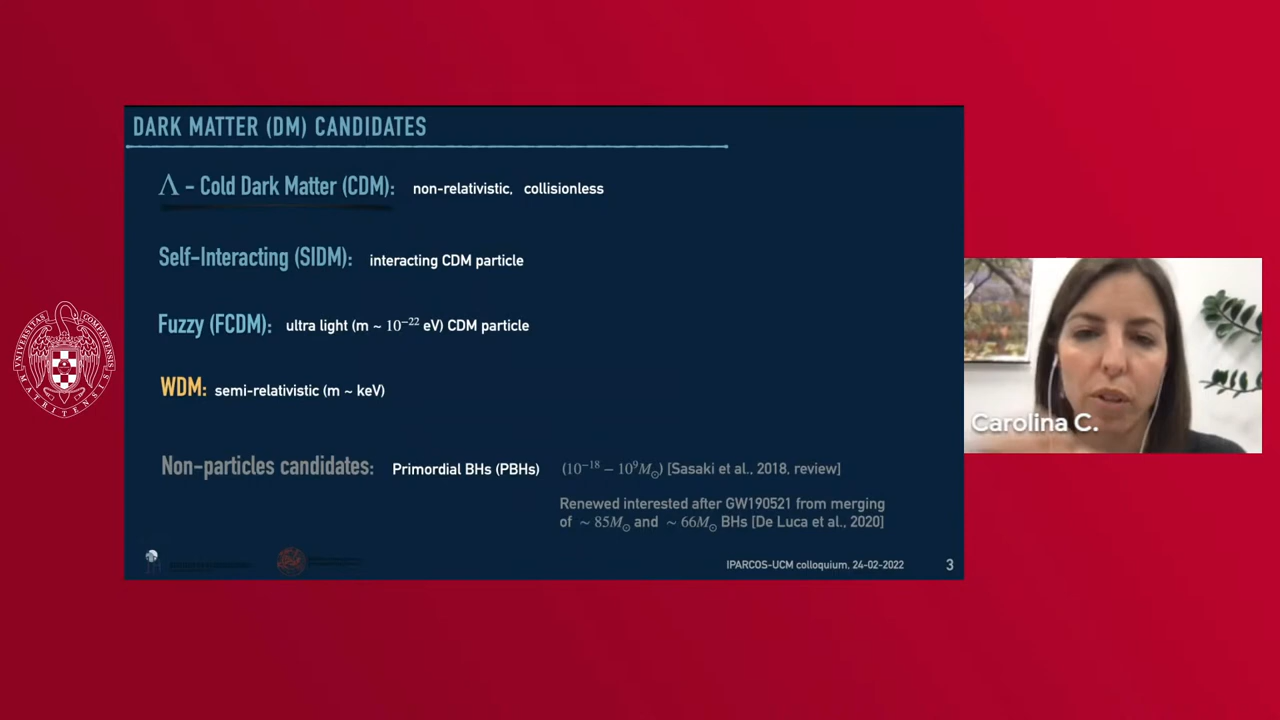 DARK MATTER (DM) CANDIDATES
Λ - Cold Dark Matter (CDM): non-relativistic, collisionless
Self-Interacting (SIDM): interacting CDM particle
Fuzzy (FCDM): ultra light (m ~ 10⁻²² eV) CDM particle
WDM: semi-relativistic (m ~ keV)
Non-particles candidates: Primordial BHs (PBHs) (10⁻¹⁸ – 10⁹M☉) [Sasaki et al., 2018, review]
Renewed interested after GW190521 from merging
of ~ 85M☉ and ~ 66M☉ BHs [De Luca et al., 2020]
IPARCOS-UCM colloquium, 24-02-2022 3
Carolina C.
VNIVERSITAS COMPLVTENSIS
MATRITENSIS